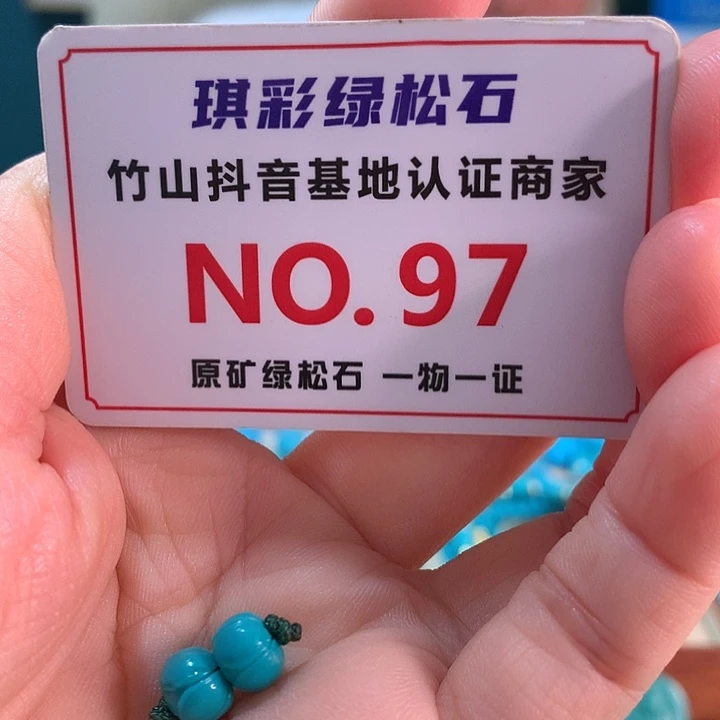 琪彩绿松石
竹山抖音基地认证商家
NO.97
原矿绿松石 一物一证